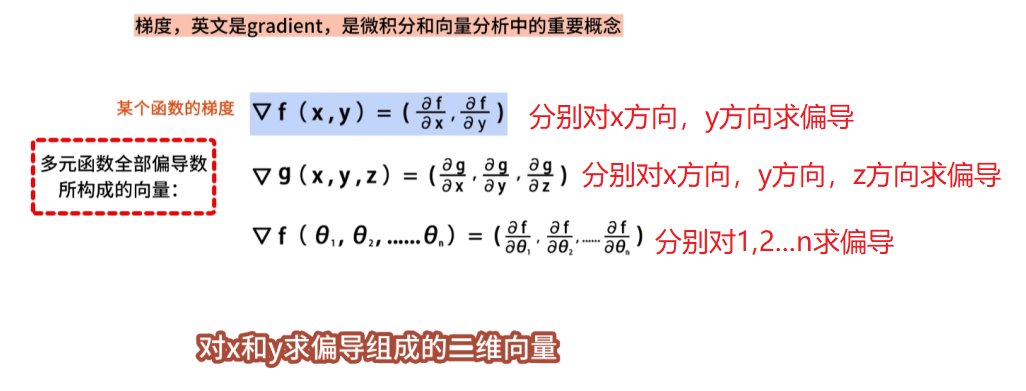 梯度，英文是gradient，是微积分和向量分析中的重要概念
某个函数的梯度 ∇f(x,y)=(∂f/∂x,∂f/∂y) 分别对x方向，y方向求偏导
多元函数全部偏导数
所构成的向量：
∇g(x,y,z)=(∂g/∂x,∂g/∂y,∂g/∂z) 分别对x方向，y方向，z方向求偏导
∇f(θ₁,θ₂,......θₙ)=(∂f/∂θ₁,∂f/∂θ₂,......∂f/∂θₙ) 分别对1,2...n求偏导
对x和y求偏导组成的二维向量